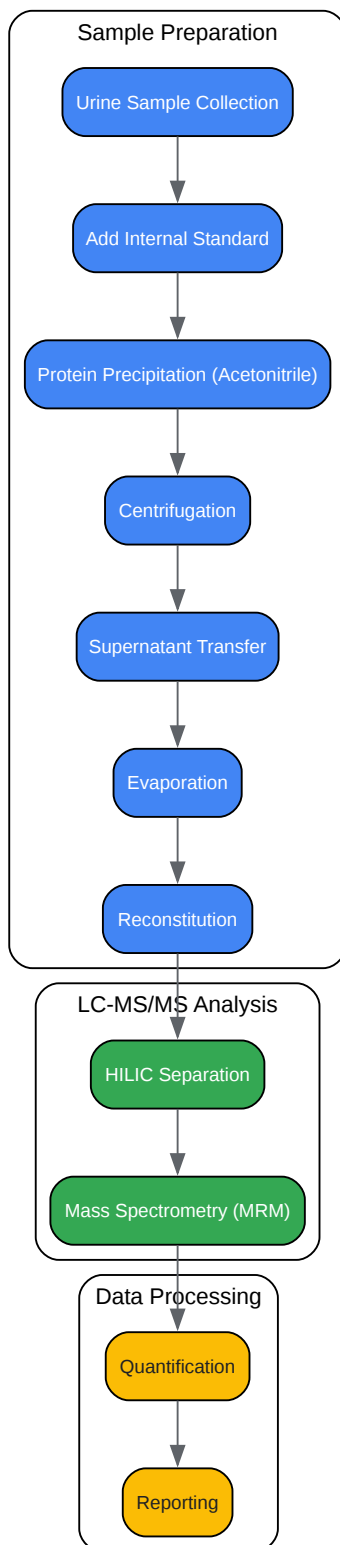 Sample Preparation
Urine Sample Collection
Add Internal Standard
Protein Precipitation (Acetonitrile)
Centrifugation
Supernatant Transfer
Evaporation
Reconstitution
LC-MS/MS Analysis
HILIC Separation
Mass Spectrometry (MRM)
Data Processing
Quantification
Reporting